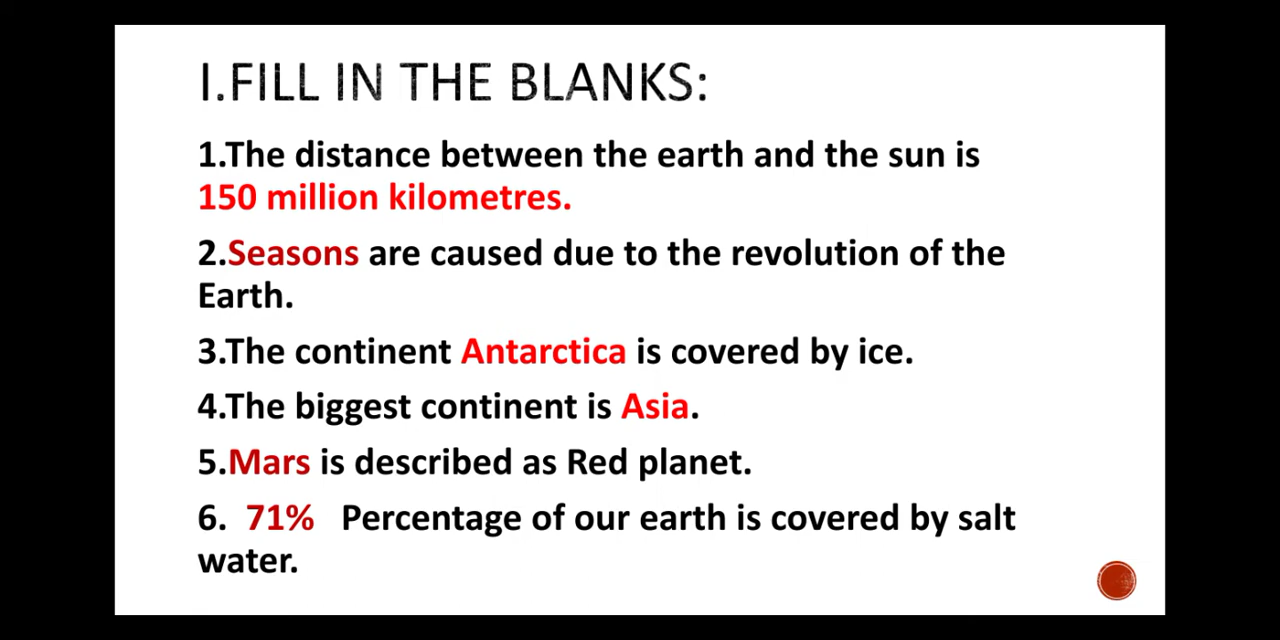 I.FILL IN THE BLANKS:
1.The distance between the earth and the sun is
150 million kilometres.
2.Seasons are caused due to the revolution of the
Earth.
3.The continent Antarctica is covered by ice.
4.The biggest continent is Asia.
5.Mars is described as Red planet.
6. 71% Percentage of our earth is covered by salt
water.